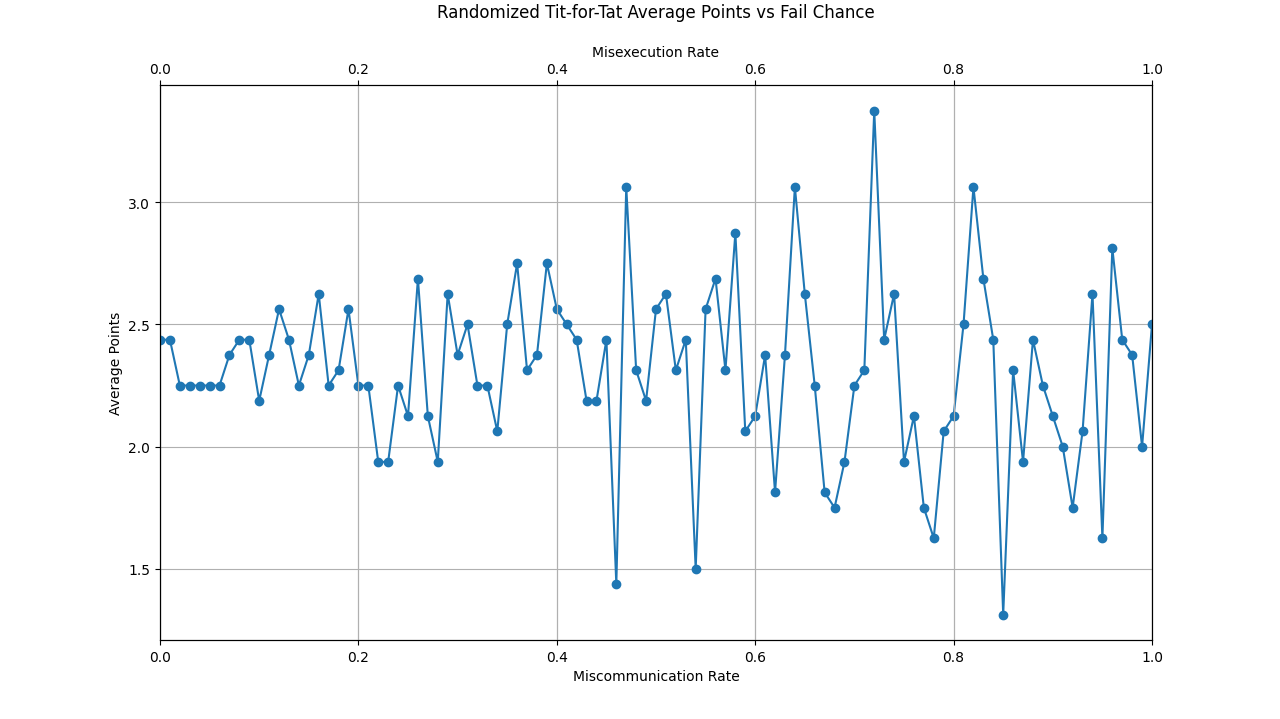 Randomized Tit-for-Tat Average Points vs Fail Chance
Misexecution Rate
0.0 0.2 0.4 0.6 0.8 1.0
Average Points
3.0
2.5
2.0
1.5
0.0 0.2 0.4 0.6 0.8 1.0
Miscommunication Rate